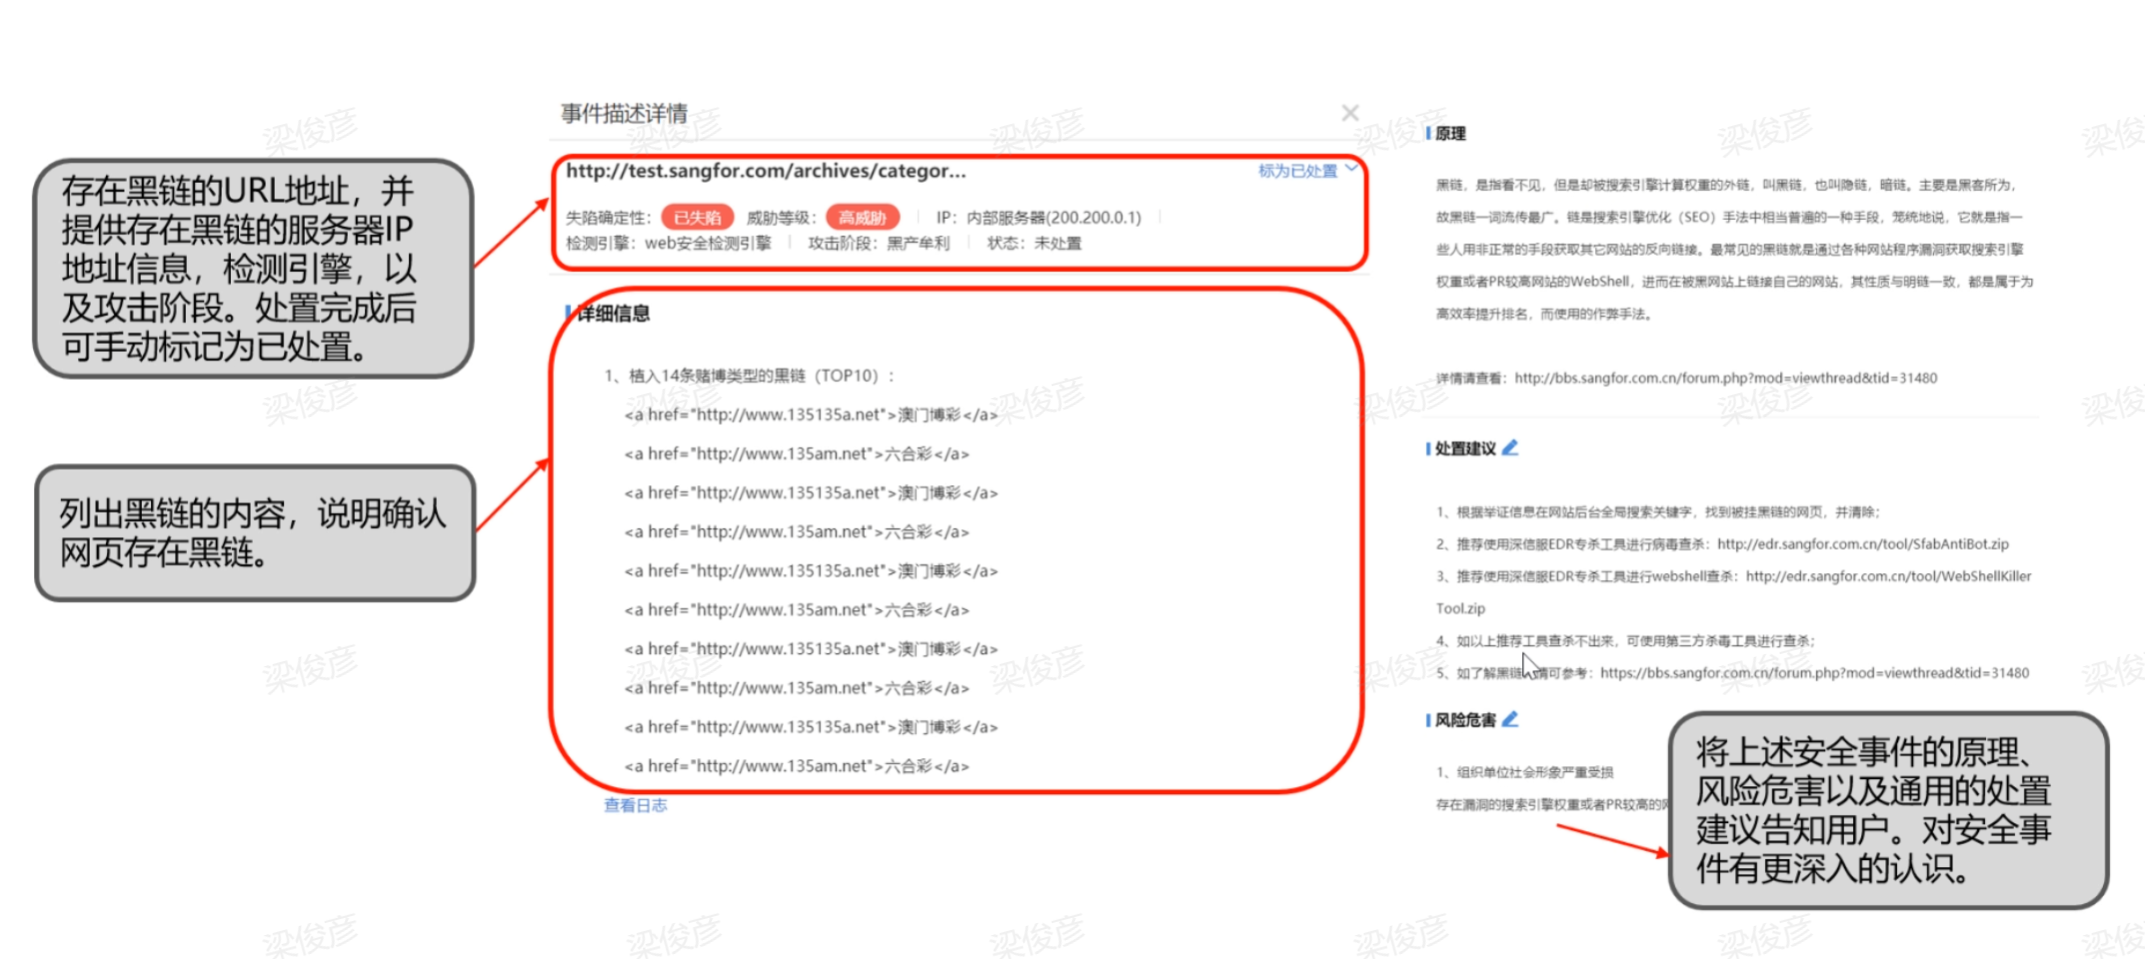 事件描述详情
存在黑链的URL地址，并
提供存在黑链的服务器IP
地址信息，检测引擎，以
及攻击阶段。处置完成后
可手动标记为已处置。
列出黑链的内容，说明确认
网页存在黑链。
http://test.sangfor.com/archives/categor...
标为已处置
失陷确定性： 已失陷 威胁等级： 高威胁 | IP：内部服务器(200.200.0.1) |
检测引擎：web安全检测引擎 | 攻击阶段：黑产牟利 | 状态：未处置
详细信息
1、植入14条赌博类型的黑链（TOP10）：
<a href="http://www.135135a.net">澳门博彩</a>
<a href="http://www.135am.net">六合彩</a>
<a href="http://www.135135a.net">澳门博彩</a>
<a href="http://www.135am.net">六合彩</a>
<a href="http://www.135135a.net">澳门博彩</a>
<a href="http://www.135am.net">六合彩</a>
<a href="http://www.135135a.net">澳门博彩</a>
<a href="http://www.135am.net">六合彩</a>
<a href="http://www.135135a.net">澳门博彩</a>
<a href="http://www.135am.net">六合彩</a>
查看日志
原理
黑链，是指看不见，但是却被搜索引擎计算权重的外链，叫黑链，也叫隐链，暗链。主要是黑客所为，
故黑链一词流传最广。链是搜索引擎优化（SEO）手法中相当普遍的一种手段，笼统地说，它就是指一
些人用非正常的手段获取其它网站的反向链接。最常见的黑链就是通过各种网站程序漏洞获取搜索引擎
权重或者PR较高网站的WebShell，进而在被黑网站上链接自己的网站，其性质与明链一致，都是属于为
高效率提升排名，而使用的作弊手法。
详情请查看：http://bbs.sangfor.com.cn/forum.php?mod=viewthread&tid=31480
处置建议
1、根据举证信息在网站后台全局搜索关键字，找到被挂黑链的网页，并清除；
2、推荐使用深信服EDR专杀工具进行病毒查杀：http://edr.sangfor.com.cn/tool/SfabAntiBot.zip
3、推荐使用深信服EDR专杀工具进行webshell查杀：http://edr.sangfor.com.cn/tool/WebShellKiller
Tool.zip
4、如以上推荐工具查杀不出来，可使用第三方杀毒工具进行查杀；
5、如了解黑链 情可参考：https://bbs.sangfor.com.cn/forum.php?mod=viewthread&tid=31480
风险危害
1、组织单位社会形象严重受损
存在漏洞的搜索引擎权重或者PR较高的
将上述安全事件的原理、
风险危害以及通用的处置
建议告知用户。对安全事
件有更深入的认识。
梁俊彦